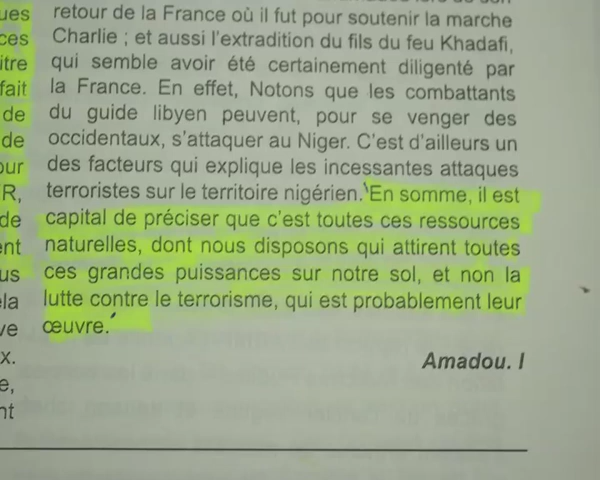 retour de la France où il fut pour soutenir la marche
Charlie ; et aussi l'extradition du fils du feu Khadafi,
qui semble avoir été certainement diligenté par
la France. En effet, Notons que les combattants
du guide libyen peuvent, pour se venger des
occidentaux, s'attaquer au Niger. C'est d'ailleurs un
des facteurs qui explique les incessantes attaques
terroristes sur le territoire nigérien. En somme, il est
capital de préciser que c'est toutes ces ressources
naturelles, dont nous disposons qui attirent toutes
ces grandes puissances sur notre sol, et non la
lutte contre le terrorisme, qui est probablement leur
œuvre.
Amadou. I